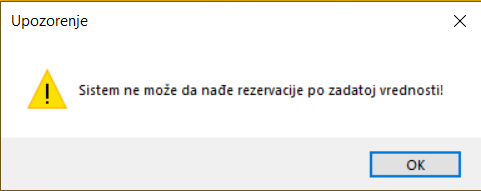 Upozorenje
Sistem ne može da nađe rezervacije po zadatoj vrednosti!
OK